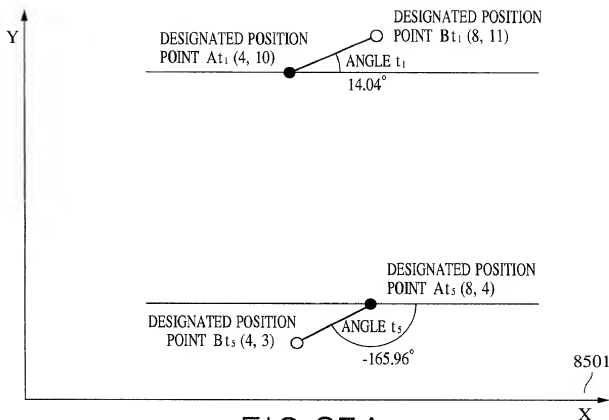 Y
DESIGNATED POSITION
POINT At₁ (4, 10)
DESIGNATED POSITION
POINT Bt₁ (8, 11)
ANGLE t₁
14.04°
DESIGNATED POSITION
POINT At₅ (8, 4)
DESIGNATED POSITION
POINT Bt₅ (4, 3)
ANGLE t₅
-165.96°
8501
X